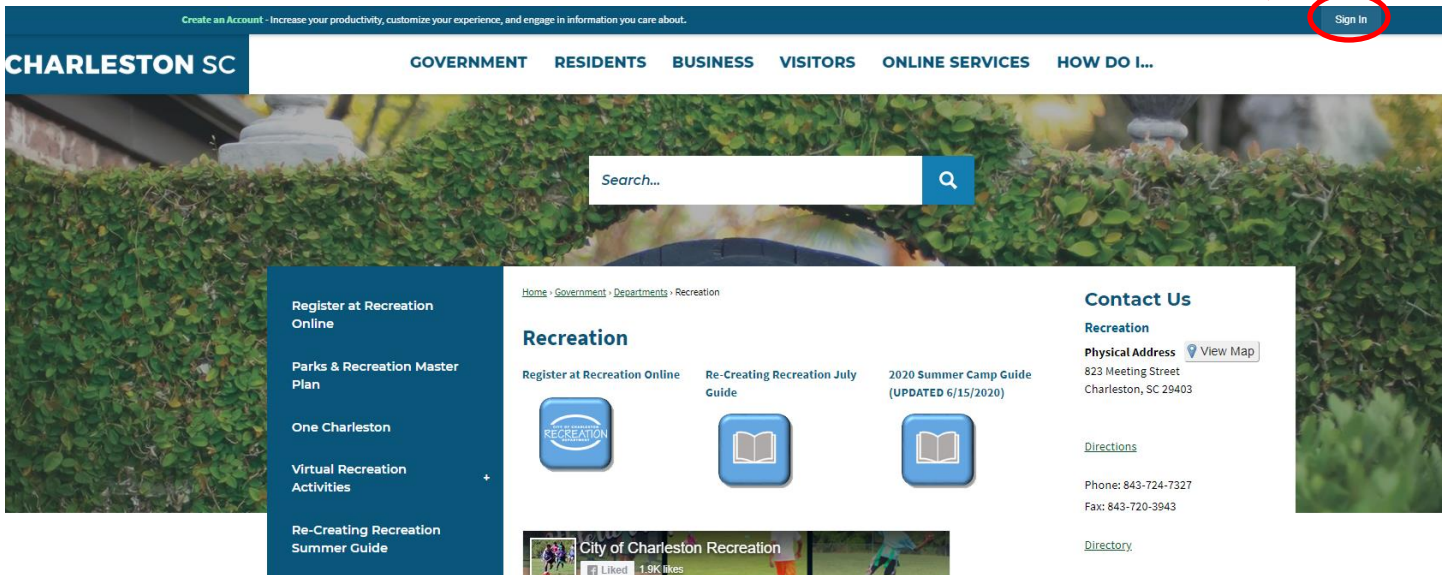 Create an Account - Increase your productivity, customize your experience, and engage in information you care about.
Sign In
CHARLESTON SC
GOVERNMENT RESIDENTS BUSINESS VISITORS ONLINE SERVICES HOW DO I...
Search...
Register at Recreation
Online
Parks & Recreation Master
Plan
One Charleston
Virtual Recreation
Activities
+
Re-Creating Recreation
Summer Guide
Home › Government › Departments › Recreation
Recreation
Register at Recreation Online
CITY OF CHARLESTON
RECREATION
DEPARTMENT
Re-Creating Recreation July
Guide
2020 Summer Camp Guide
(UPDATED 6/15/2020)
City of Charleston Recreation
Liked 1.9K likes
Contact Us
Recreation
Physical Address View Map
823 Meeting Street
Charleston, SC 29403
Directions
Phone: 843-724-7327
Fax: 843-720-3943
Directory